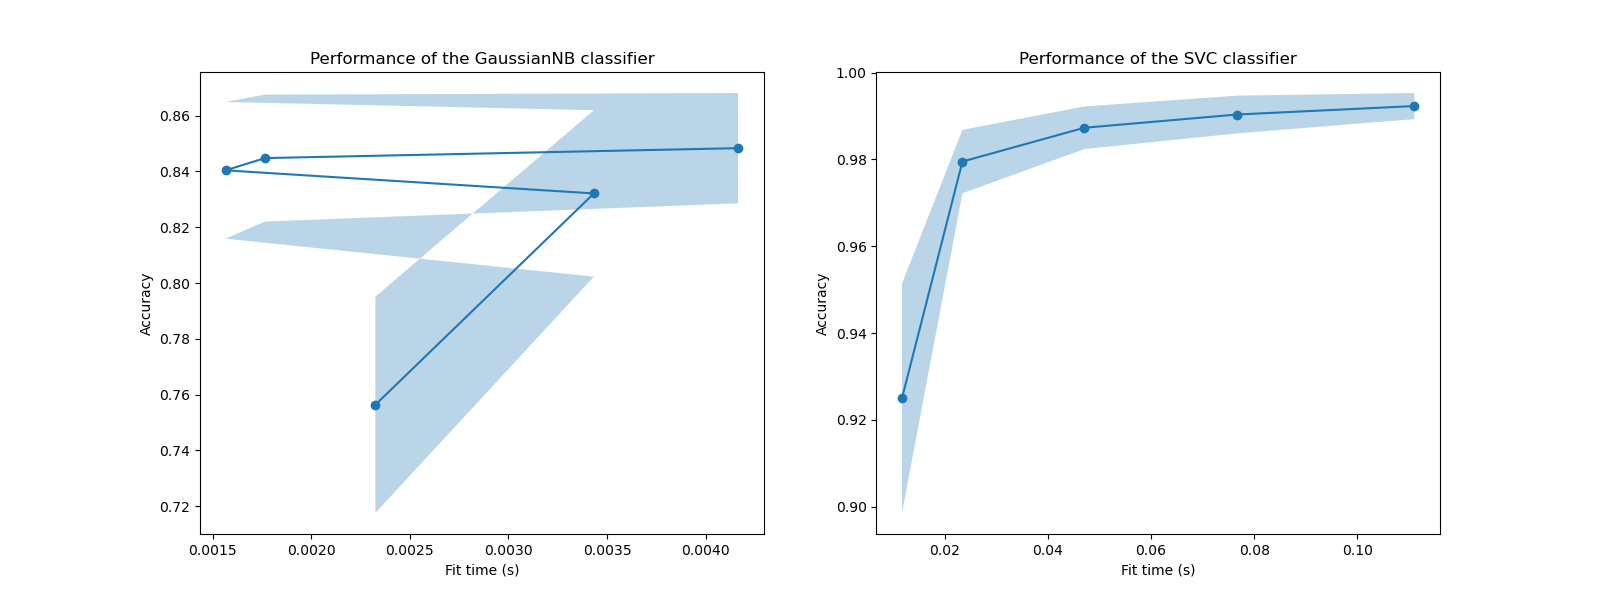 Performance of the GaussianNB classifier
0.86
0.84
0.82
0.80
0.78
0.76
0.74
0.72
Accuracy
0.0015 0.0020 0.0025 0.0030 0.0035 0.0040
Fit time (s)
Performance of the SVC classifier
1.00
0.98
0.96
0.94
0.92
0.90
Accuracy
0.02 0.04 0.06 0.08 0.10
Fit time (s)